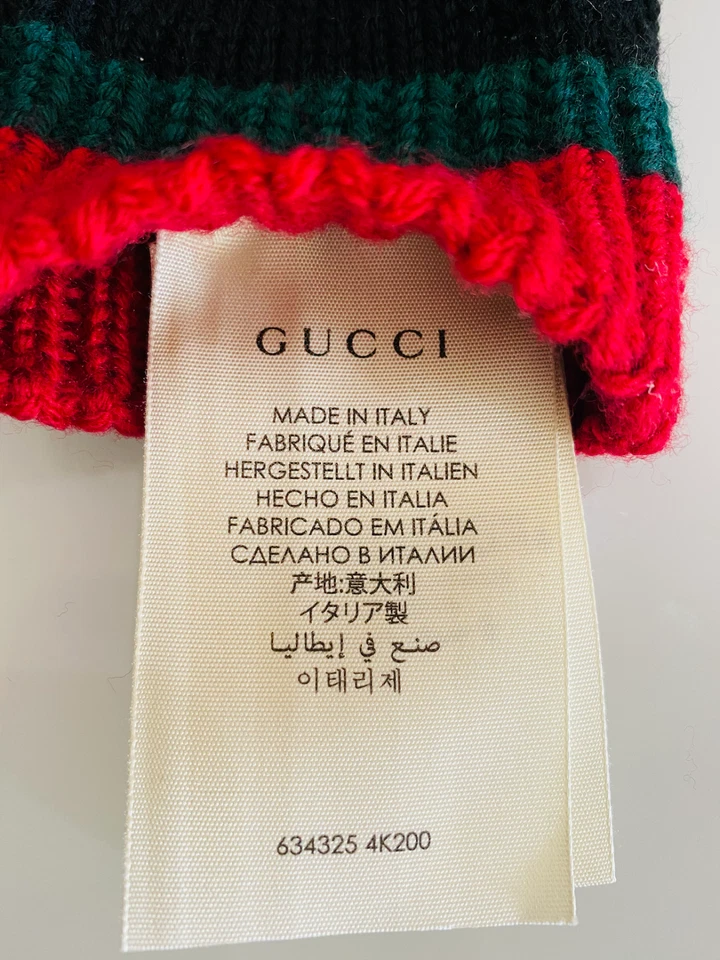 GUCCI
MADE IN ITALY
FABRIQUÉ EN ITALIE
HERGESTELLT IN ITALIEN
HECHO EN ITALIA
FABRICADO EM ITÁLIA
СДЕЛАНО В ИТАЛИИ
产地:意大利
イタリア製
صنع في إيطاليا
이태리제
634325 4K200